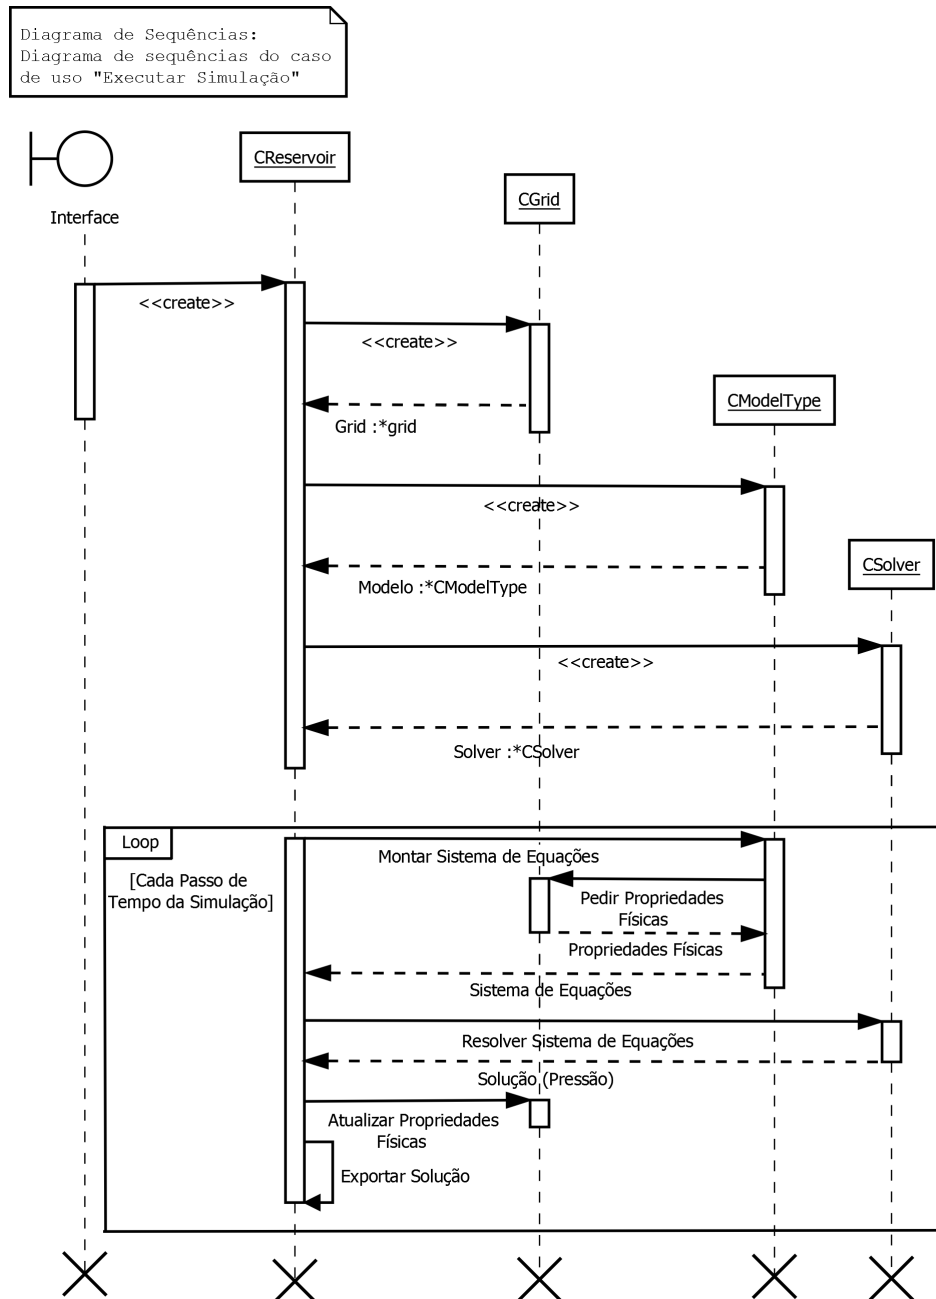 Diagrama de Sequências:
Diagrama de sequências do caso
de uso "Executar Simulação"
CReservoir
CGrid
Interface
<<create>>
<<create>>
CModelType
Grid :*grid
<<create>>
CSolver
Modelo :*CModelType
<<create>>
Solver :*CSolver
Loop
Montar Sistema de Equações
[Cada Passo de
Tempo da Simulação]
Pedir Propriedades
Físicas
Propriedades Físicas
Sistema de Equações
Resolver Sistema de Equações
Solução (Pressão)
Atualizar Propriedades
Físicas
Exportar Solução